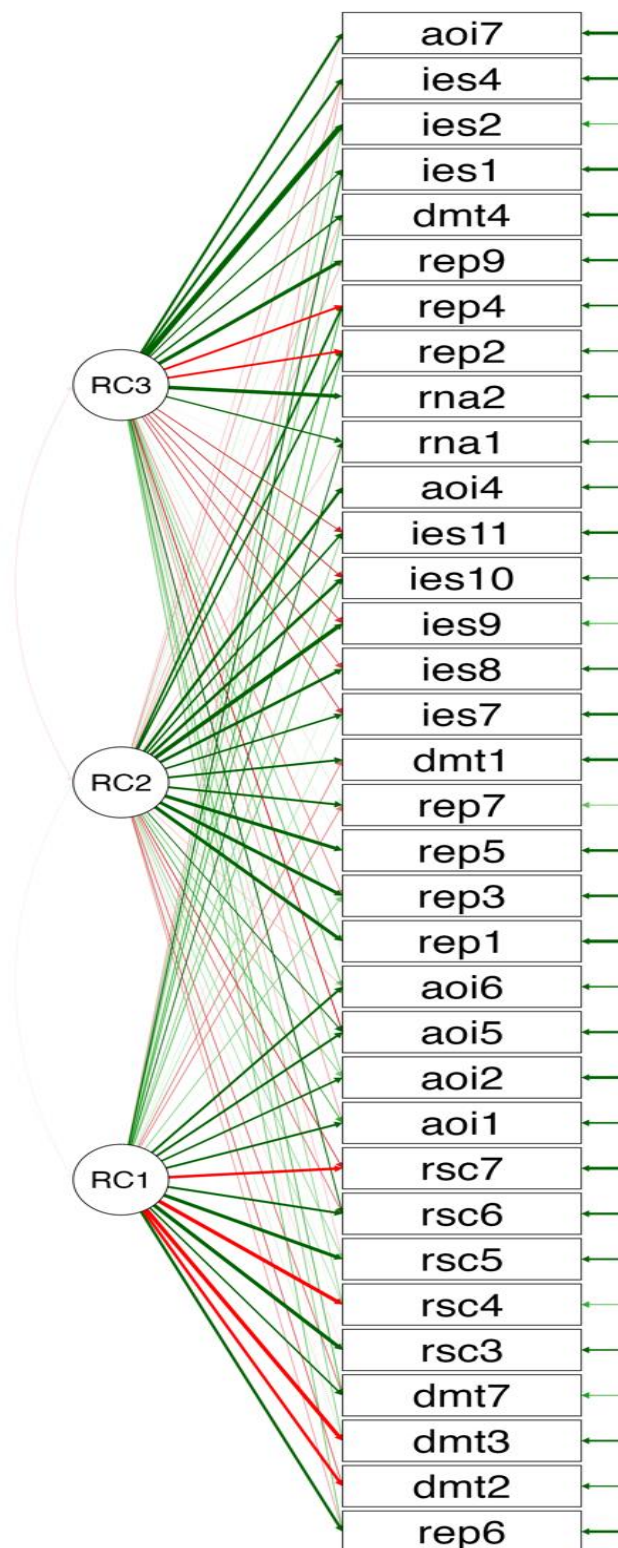 aoi7
ies4
ies2
ies1
dmt4
rep9
rep4
rep2
RC3
rna2
rna1
aoi4
ies11
ies10
ies9
ies8
ies7
dmt1
RC2
rep7
rep5
rep3
rep1
aoi6
aoi5
aoi2
aoi1
rsc7
RC1
rsc6
rsc5
rsc4
rsc3
dmt7
dmt3
dmt2
rep6